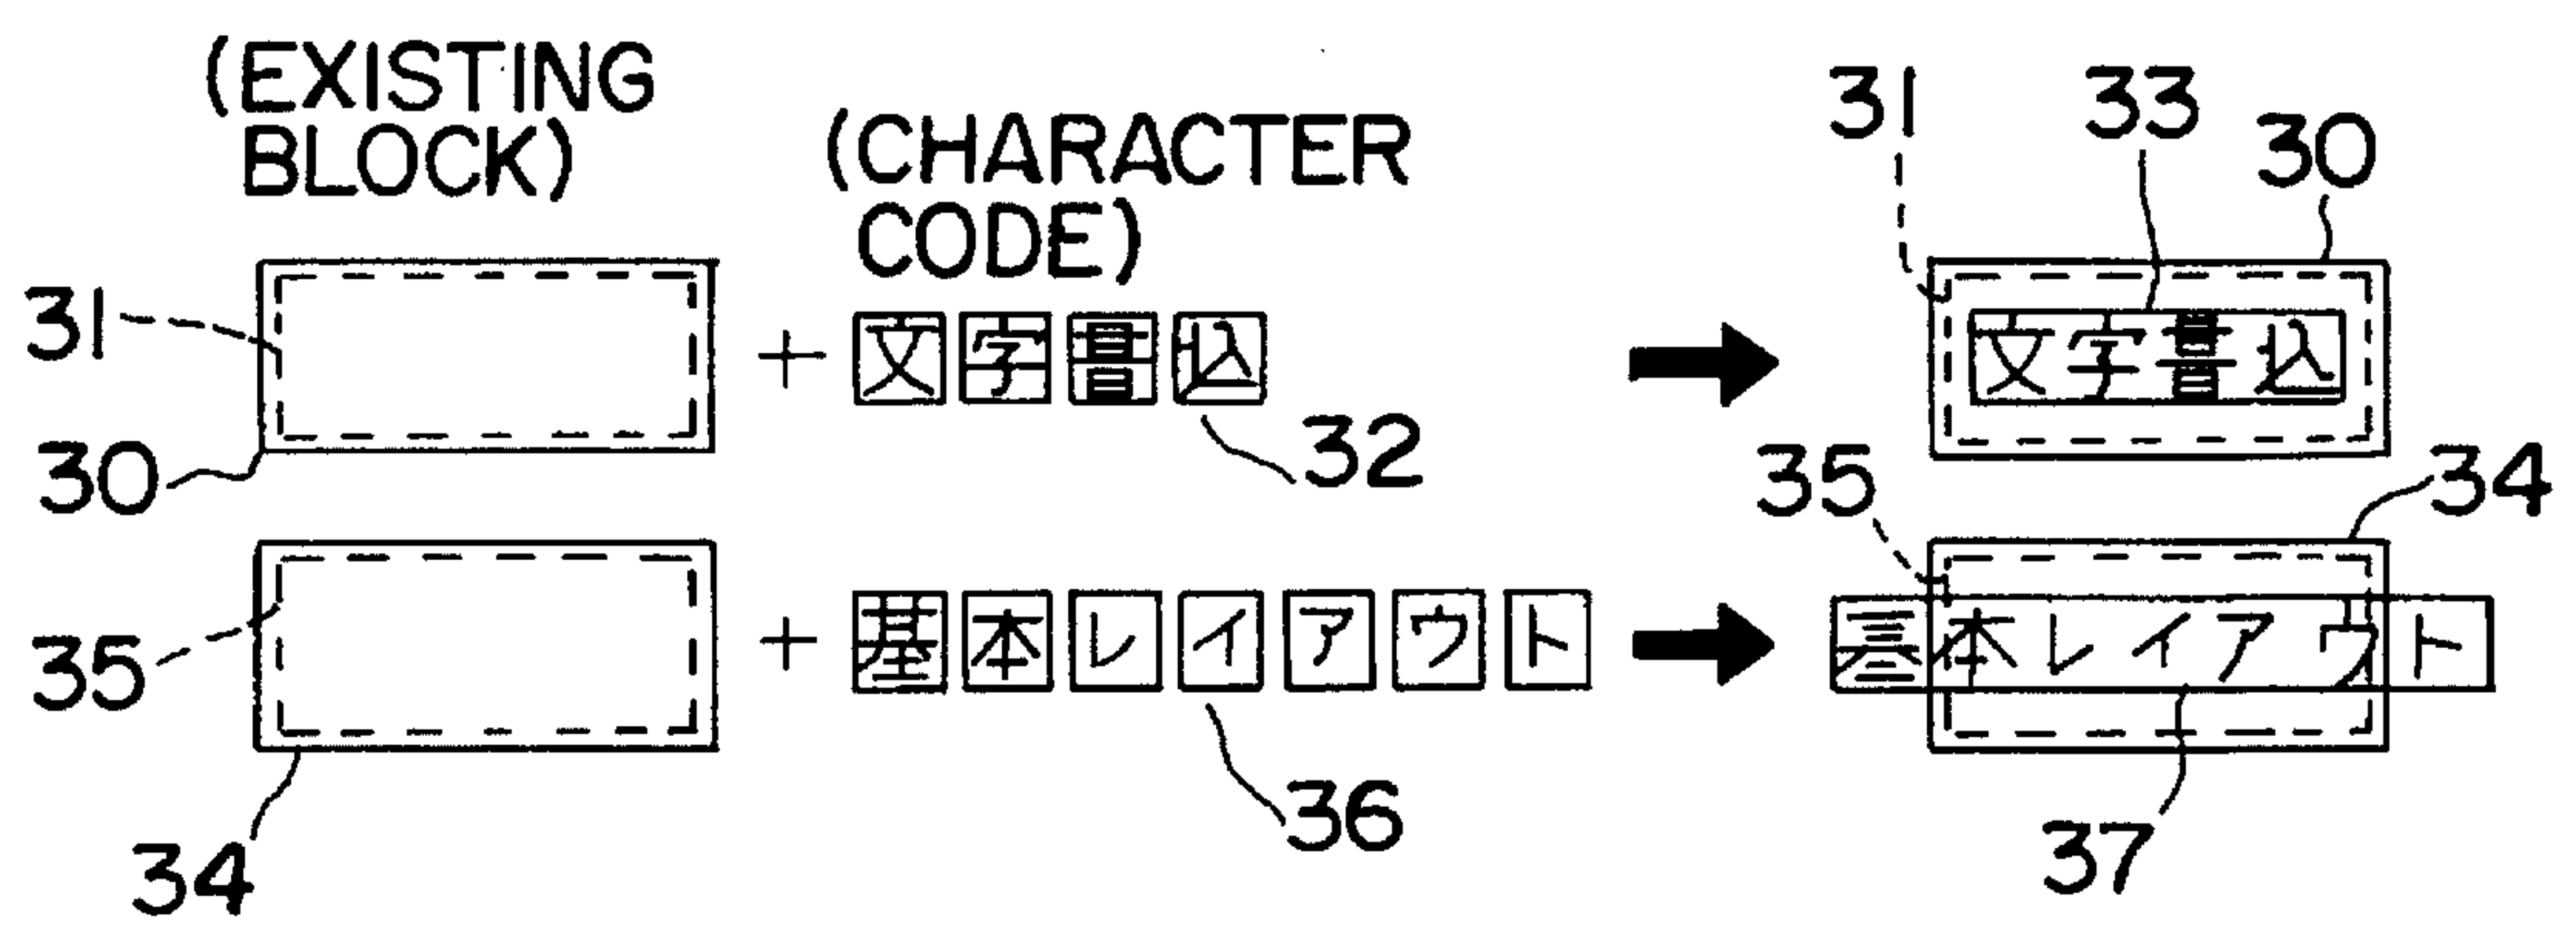 (EXISTING
BLOCK)
(CHARACTER
CODE)
31
30
+ 文字書込
32
31
33
30
文字書込
35
34
+ 基本レイアウト
36
35
34
基本レイアウト
37